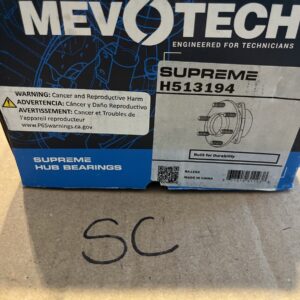 MEVOTECH
ENGINEERED FOR TECHNICIANS
SUPREME
H513194
WARNING: Cancer and Reproductive Harm
ADVERTENCIA: Cáncer y Daño Reproductivo
AVERTISSEMENT: Cancer et Troubles de
l'appareil reproducteur
www.P65warnings.ca.gov
Built for Durability
SUPREME
HUB BEARINGS
MADE IN CHINA
SC